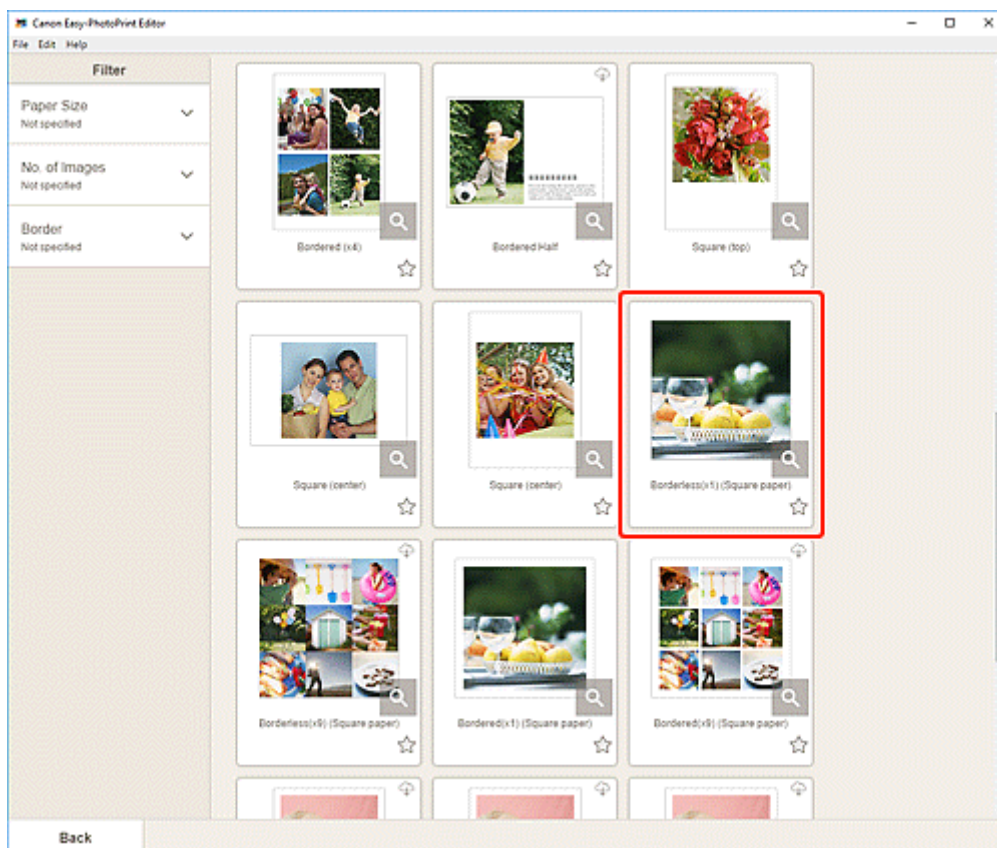 Canon Easy-PhotoPrint Editor
File Edit Help
Filter
Paper Size
Not specified
No. of Images
Not specified
Border
Not specified
Bordered (x4)
Bordered Half
Square (top)
Square (center)
Square (center)
Borderless(x1) (Square paper)
Borderless(x9) (Square paper)
Bordered(x1) (Square paper)
Bordered(x9) (Square paper)
Back